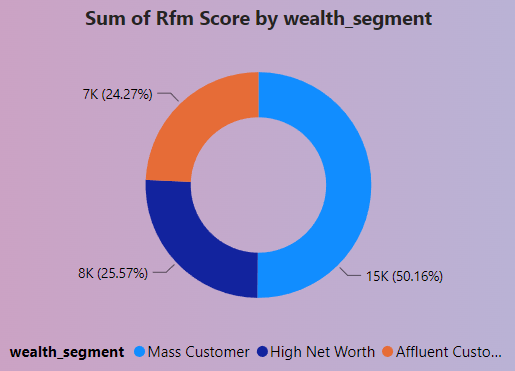 Sum of Rfm Score by wealth_segment
7K (24.27%)
8K (25.57%)
15K (50.16%)
wealth_segment Mass Customer High Net Worth Affluent Custo...